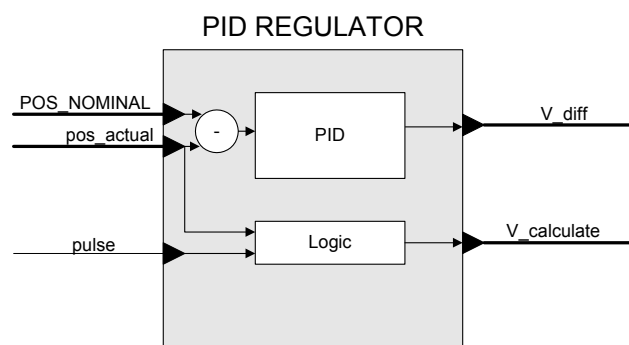 PID REGULATOR
POS_NOMINAL
pos_actual
pulse
-
PID
Logic
V_diff
V_calculate